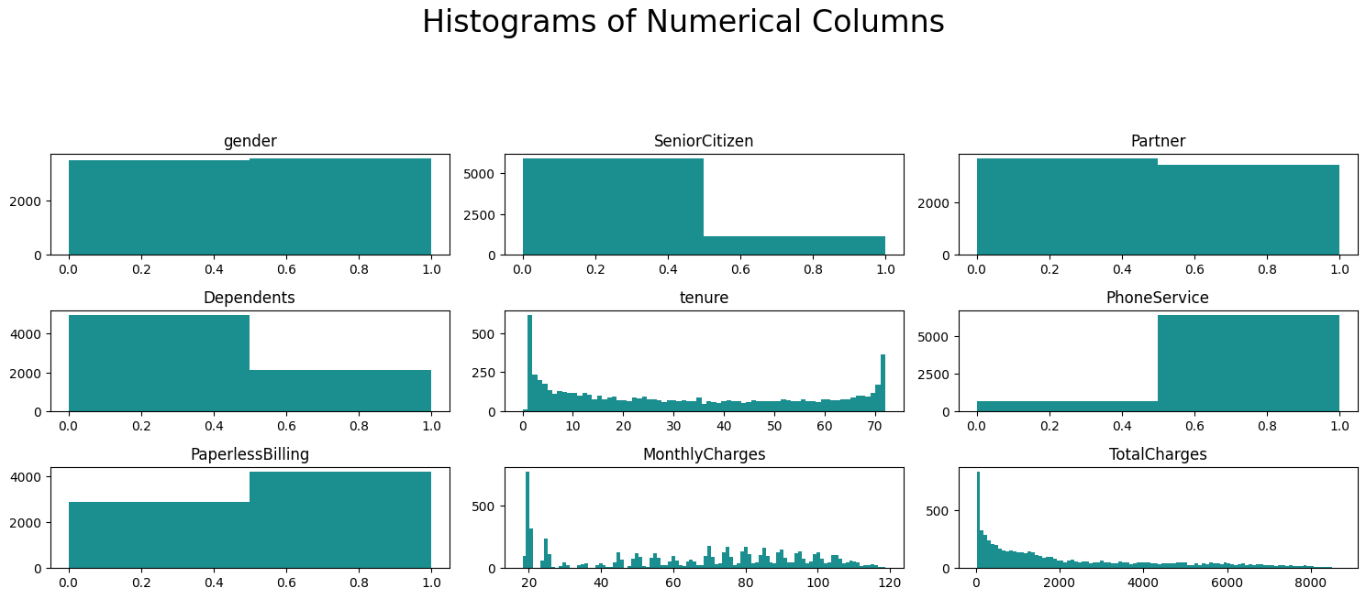 Histograms of Numerical Columns
gender
SeniorCitizen
Partner
2000
0
0.0 0.2 0.4 0.6 0.8 1.0
5000
2500
0
0.0 0.2 0.4 0.6 0.8 1.0
2000
0
0.0 0.2 0.4 0.6 0.8 1.0
Dependents
tenure
PhoneService
4000
2000
0
0.0 0.2 0.4 0.6 0.8 1.0
500
250
0
0 10 20 30 40 50 60 70
5000
2500
0
0.0 0.2 0.4 0.6 0.8 1.0
PaperlessBilling
MonthlyCharges
TotalCharges
4000
2000
0
0.0 0.2 0.4 0.6 0.8 1.0
500
0
20 40 60 80 100 120
500
0
0 2000 4000 6000 8000